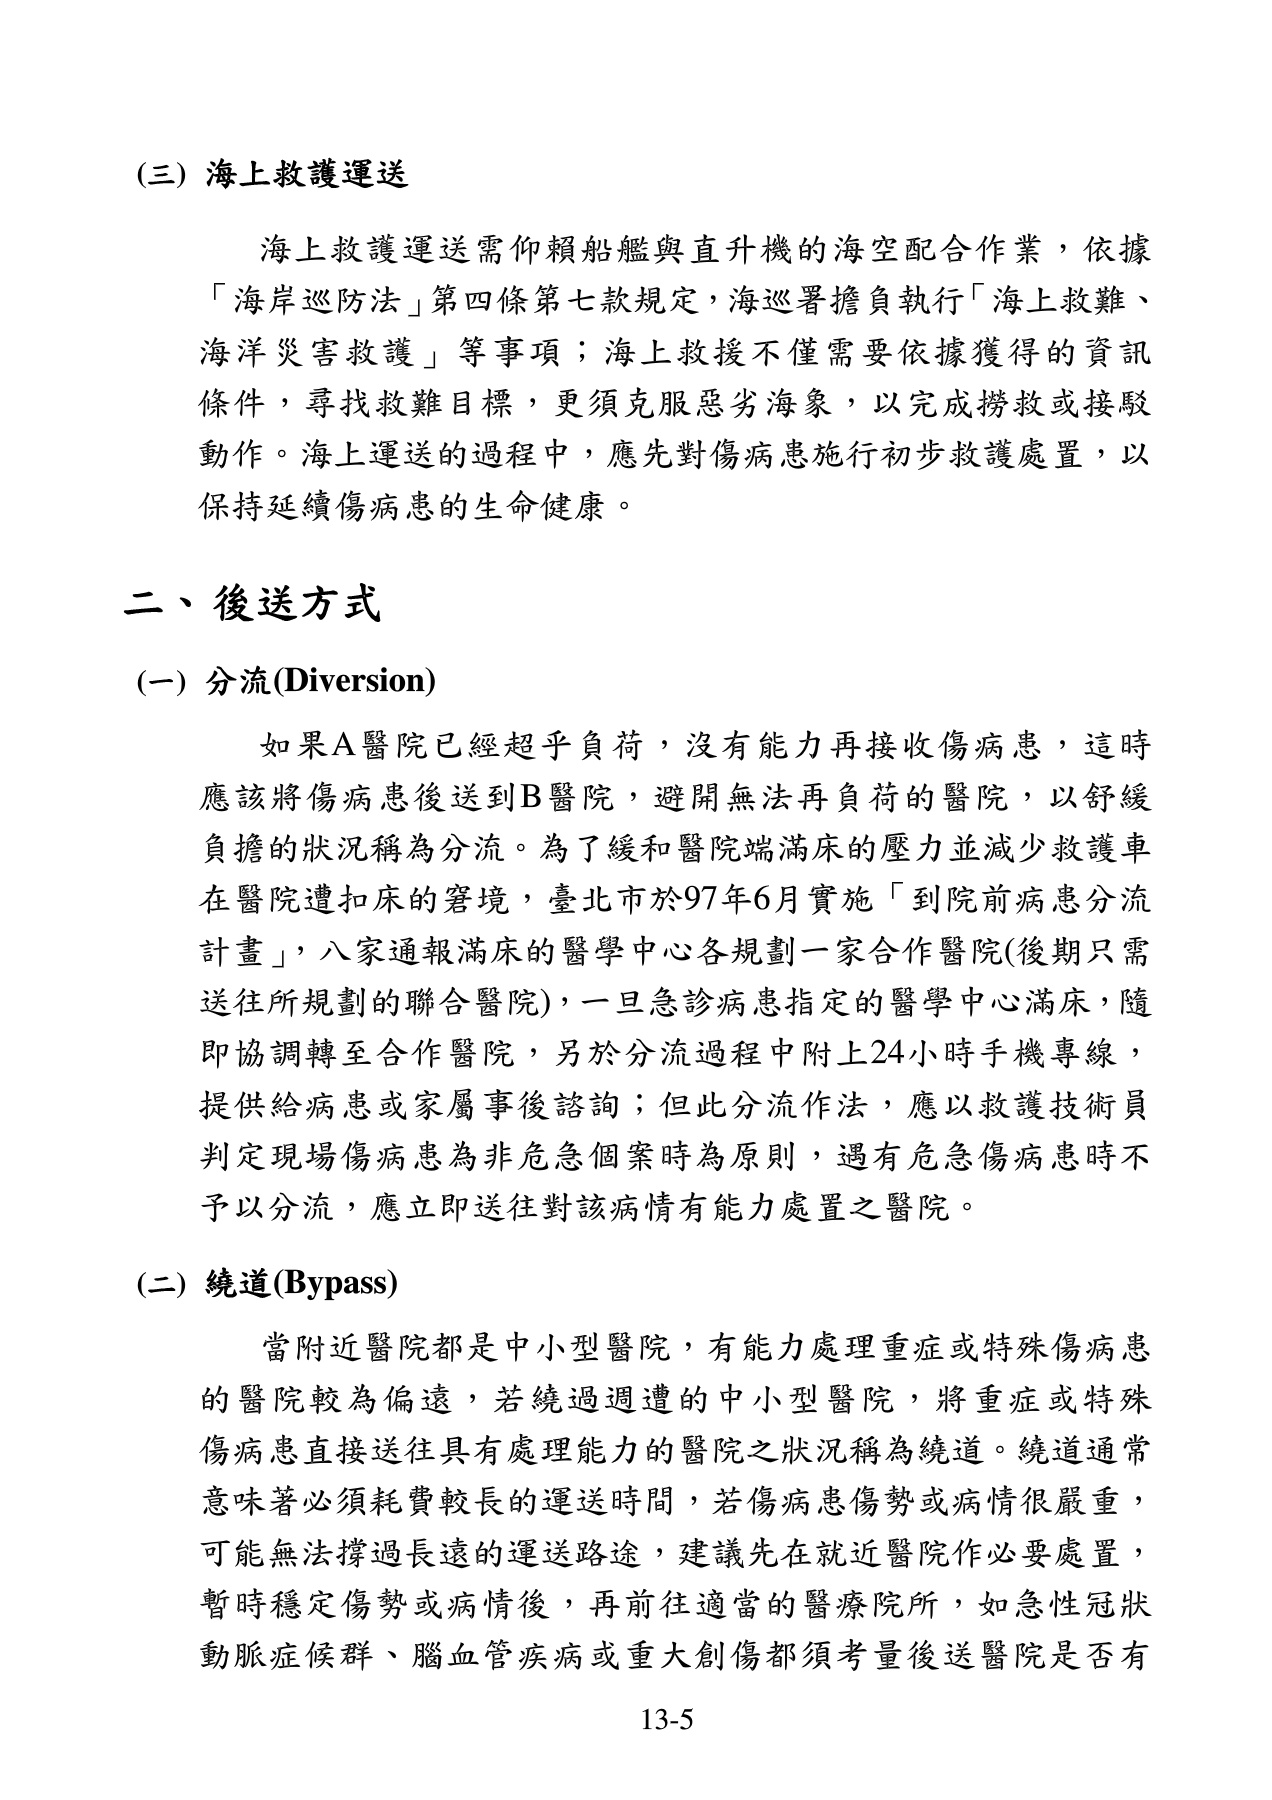 (三) 海上救護運送
海上救護運送需仰賴船艦與直升機的海空配合作業，依據
「海岸巡防法」第四條第七款規定，海巡署擔負執行「海上救難、
海洋災害救護」等事項；海上救援不僅需要依據獲得的資訊
條件，尋找救難目標，更須克服惡劣海象，以完成撈救或接駁
動作。海上運送的過程中，應先對傷病患施行初步救護處置，以
保持延續傷病患的生命健康。
二、後送方式
(一) 分流(Diversion)
如果A醫院已經超乎負荷，沒有能力再接收傷病患，這時
應該將傷病患後送到B醫院，避開無法再負荷的醫院，以舒緩
負擔的狀況稱為分流。為了緩和醫院端滿床的壓力並減少救護車
在醫院遭扣床的窘境，臺北市於97年6月實施「到院前病患分流
計畫」，八家通報滿床的醫學中心各規劃一家合作醫院(後期只需
送往所規劃的聯合醫院)，一旦急診病患指定的醫學中心滿床，隨
即協調轉至合作醫院，另於分流過程中附上24小時手機專線，
提供給病患或家屬事後諮詢；但此分流作法，應以救護技術員
判定現場傷病患為非危急個案時為原則，遇有危急傷病患時不
予以分流，應立即送往對該病情有能力處置之醫院。
(二) 繞道(Bypass)
當附近醫院都是中小型醫院，有能力處理重症或特殊傷病患
的醫院較為偏遠，若繞過週遭的中小型醫院，將重症或特殊
傷病患直接送往具有處理能力的醫院之狀況稱為繞道。繞道通常
意味著必須耗費較長的運送時間，若傷病患傷勢或病情很嚴重，
可能無法撐過長遠的運送路途，建議先在就近醫院作必要處置，
暫時穩定傷勢或病情後，再前往適當的醫療院所，如急性冠狀
動脈症候群、腦血管疾病或重大創傷都須考量後送醫院是否有
13-5